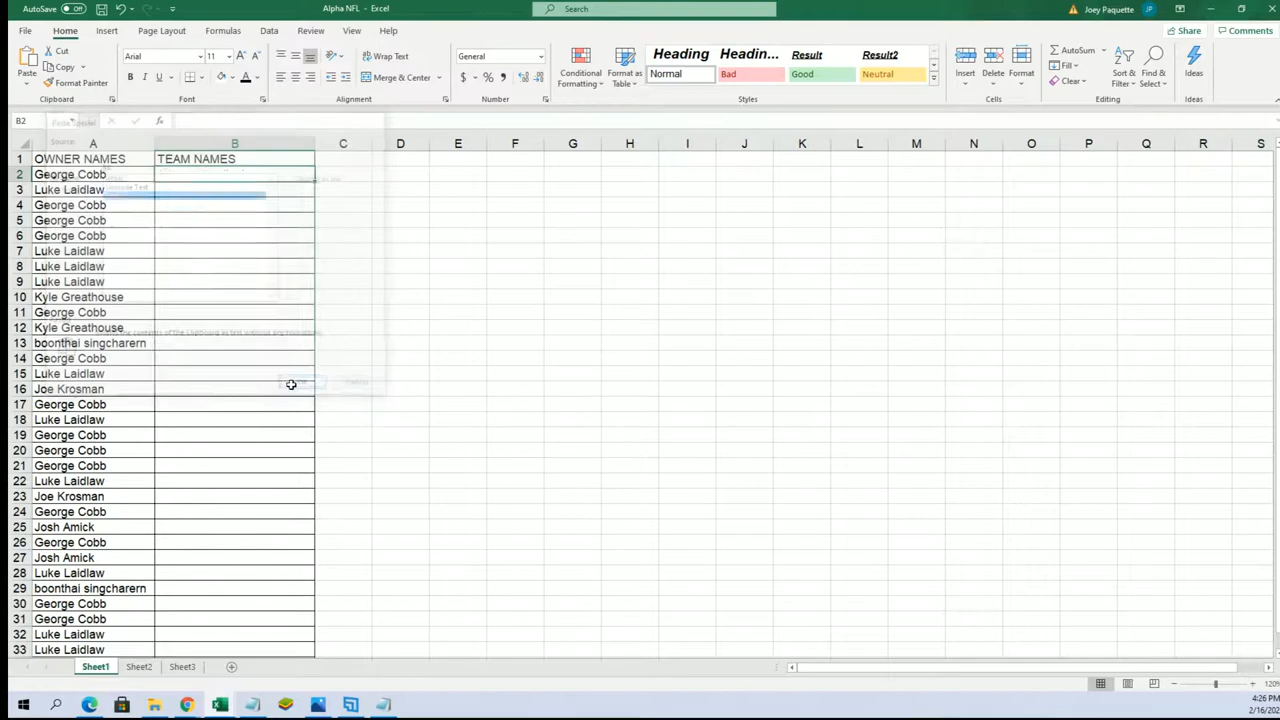 AutoSave Off Alpha NFL - Excel Search Joey Paquette JP
File Home Insert Page Layout Formulas Data Review View Help Share Comments
Cut
Copy
Format Painter
Paste
Arial 11
Wrap Text
Merge & Center
General
Conditional Formatting
Format as Table
Heading Headin... Result Result2
Normal Bad Good Neutral
Insert Delete Format
AutoSum
Fill
Clear
Sort & Filter
Find & Select
Ideas
Clipboard Font Alignment Number Styles Cells Editing Ideas
B2 fx
Paste Special
Source:
A B C D E F G H I J K L M N O P Q R S
1 OWNER NAMES TEAM NAMES
2 George Cobb
3 Luke Laidlaw
4 George Cobb
5 George Cobb
6 George Cobb
7 Luke Laidlaw
8 Luke Laidlaw
9 Luke Laidlaw
10 Kyle Greathouse
11 George Cobb
12 Kyle Greathouse
13 boonthai singcharern
14 George Cobb
15 Luke Laidlaw
16 Joe Krosman
17 George Cobb
18 Luke Laidlaw
19 George Cobb
20 George Cobb
21 George Cobb
22 Luke Laidlaw
23 Joe Krosman
24 George Cobb
25 Josh Amick
26 George Cobb
27 Josh Amick
28 Luke Laidlaw
29 boonthai singcharern
30 George Cobb
31 George Cobb
32 Luke Laidlaw
33 Luke Laidlaw
Sheet1 Sheet2 Sheet3
120%
4:26 PM
2/16/202